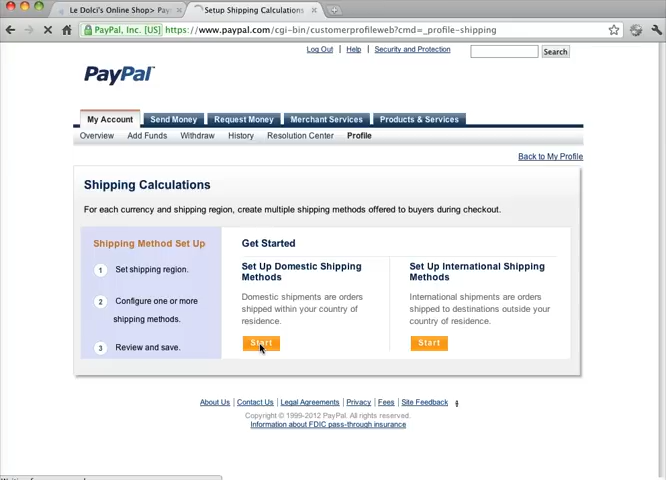 Le Dolci's Online Shop> Pay
Setup Shipping Calculations
PayPal, Inc. [US] https://www.paypal.com/cgi-bin/customerprofileweb?cmd=_profile-shipping
Log Out | Help | Security and Protection Search
PayPal
My Account Send Money Request Money Merchant Services Products & Services
Overview Add Funds Withdraw History Resolution Center Profile
Back to My Profile
Shipping Calculations
For each currency and shipping region, create multiple shipping methods offered to buyers during checkout.
Shipping Method Set Up
1 Set shipping region.
2 Configure one or more
shipping methods.
3 Review and save.
Get Started
Set Up Domestic Shipping
Methods
Domestic shipments are orders
shipped within your country of
residence.
Start
Set Up International Shipping
Methods
International shipments are orders
shipped to destinations outside your
country of residence.
Start
About Us | Contact Us | Legal Agreements | Privacy | Fees | Site Feedback
Copyright © 1999-2012 PayPal. All rights reserved.
Information about FDIC pass-through insurance